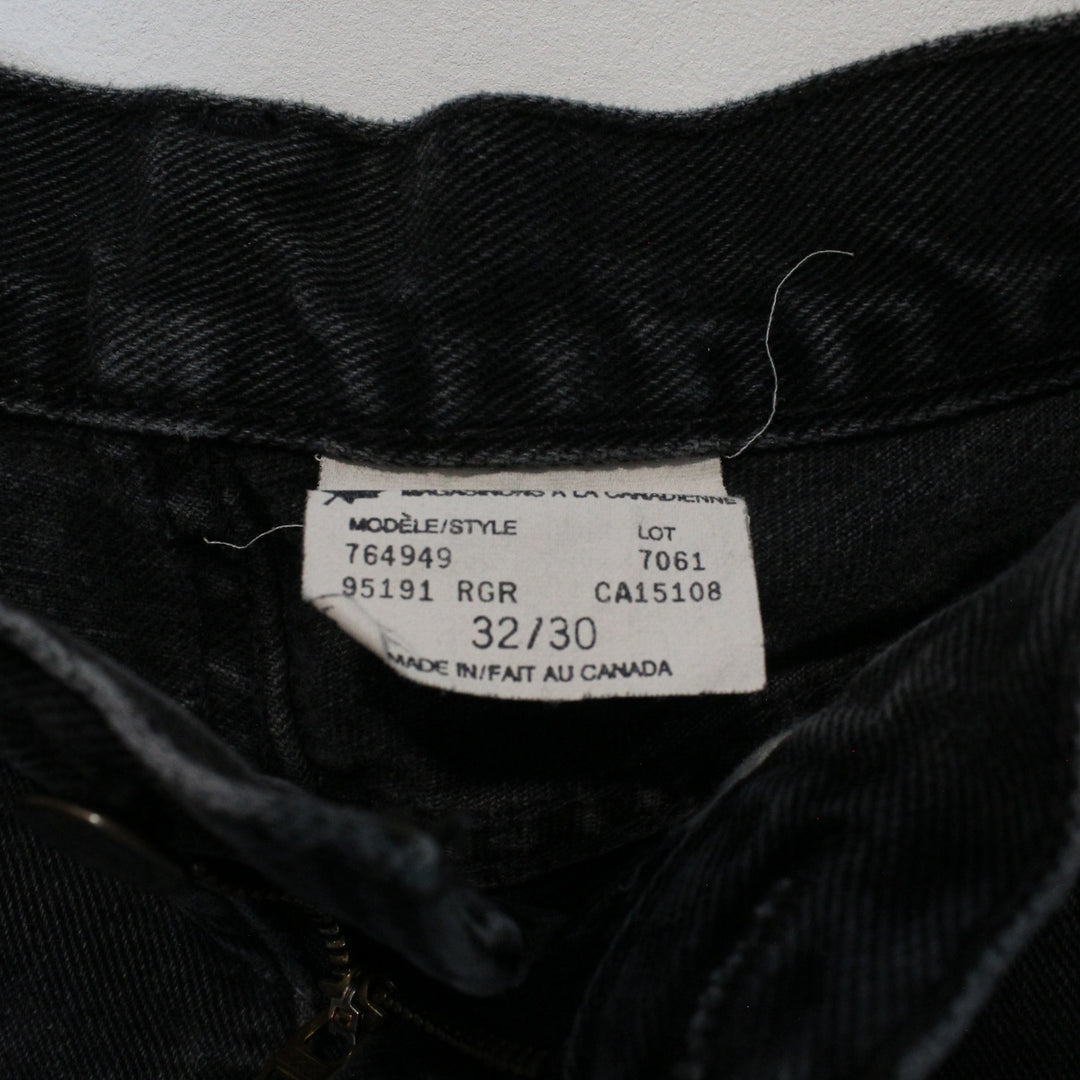 MAGASINONS À LA CANADIENNE
MODÈLE/STYLE LOT
764949 7061
95191 RGR CA15108
32/30
MADE IN/FAIT AU CANADA